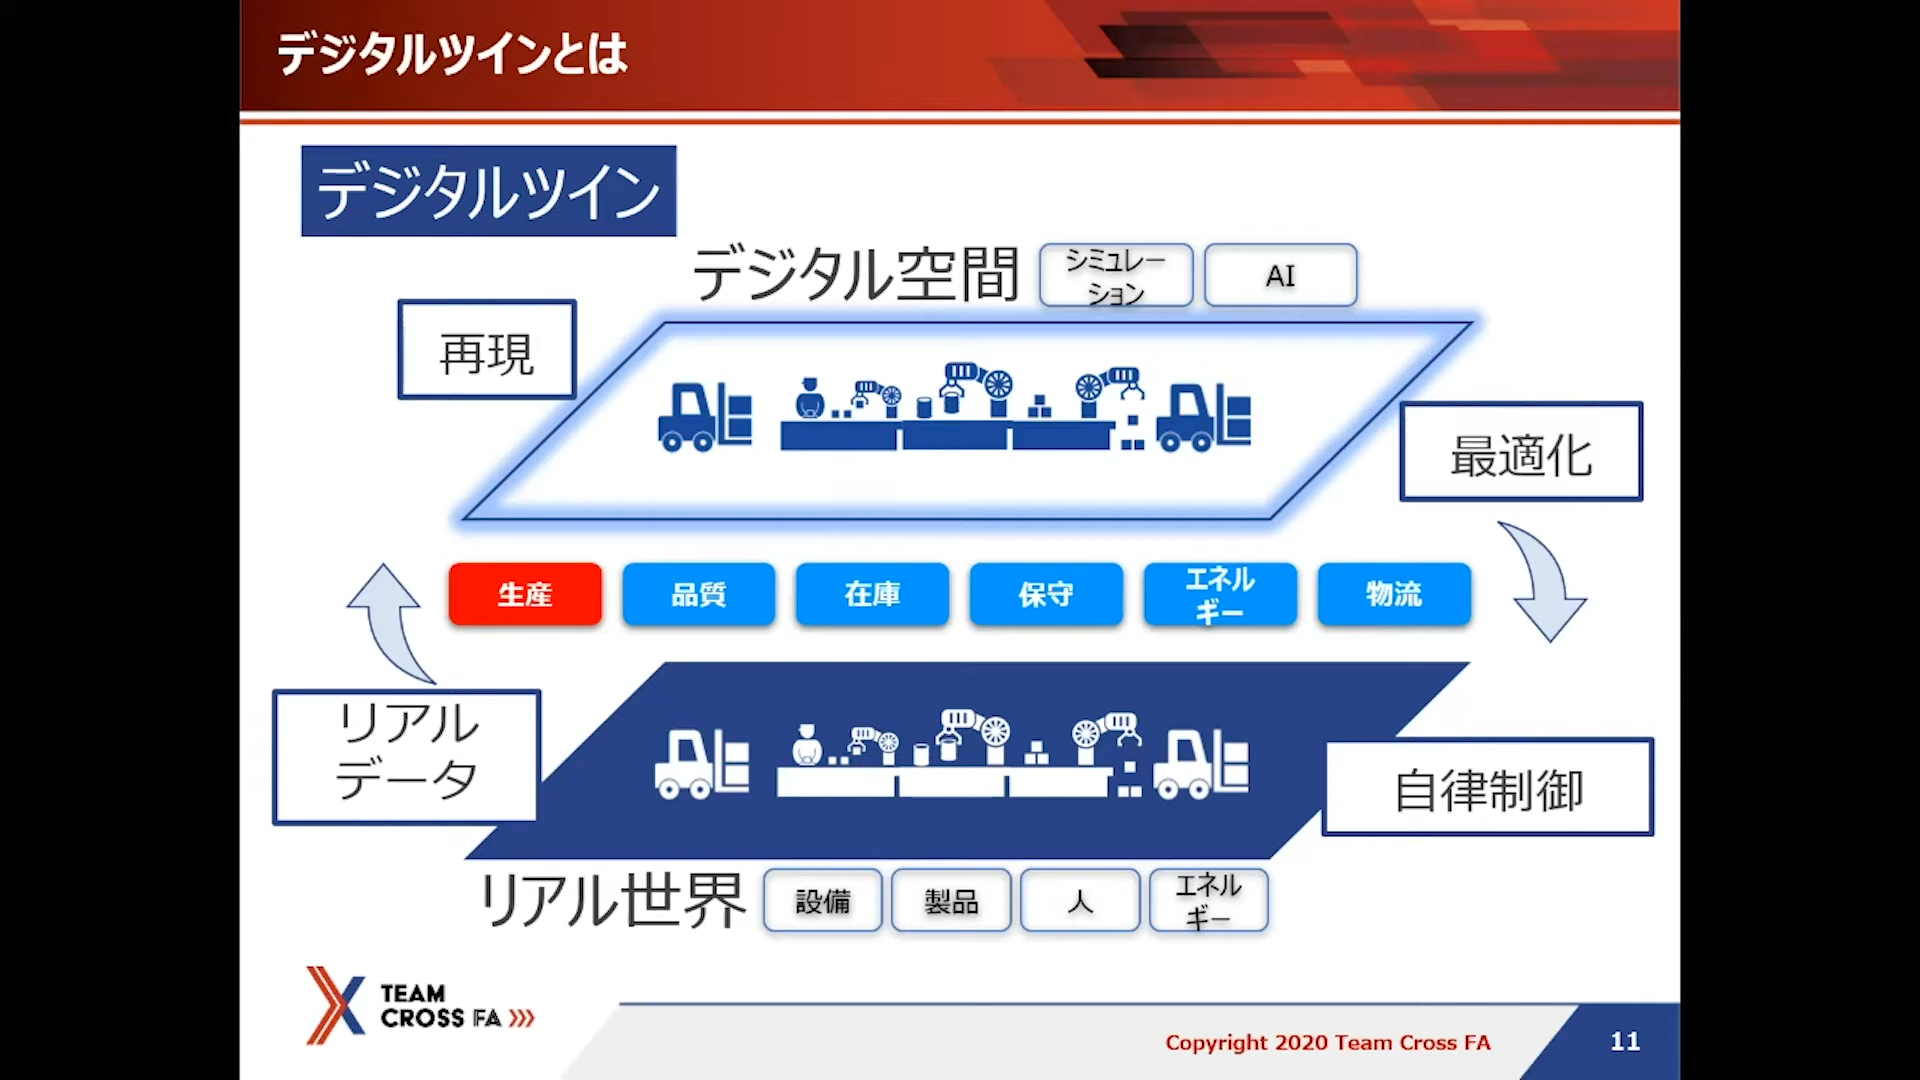 デジタルツインとは
デジタルツイン
デジタル空間
シミュレー
ション
AI
再現
最適化
生産
品質
在庫
保守
エネル
ギー
物流
リアル
データ
自律制御
リアル世界
設備
製品
人
エネル
ギー
TEAM
CROSS FA
Copyright 2020 Team Cross FA
11